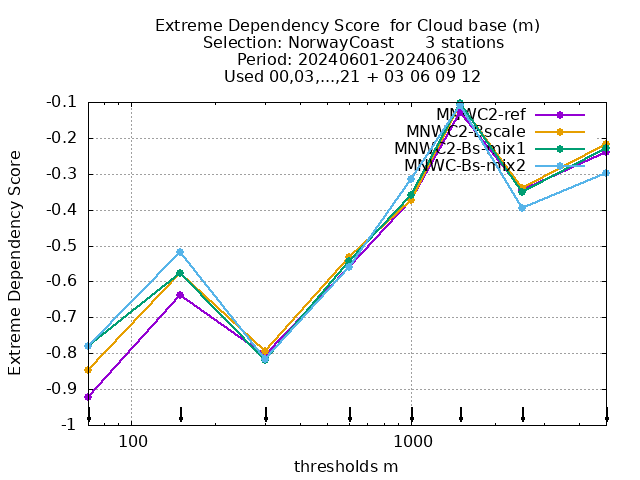 Extreme Dependency Score  for Cloud base (m)
Selection: NorwayCoast      3 stations
Period: 20240601-20240630
Used 00,03,...,21 + 03 06 09 12
Extreme Dependency Score
-0.1
-0.2
-0.3
-0.4
-0.5
-0.6
-0.7
-0.8
-0.9
-1
MNWC2-ref
MNWC2-Bscale
MNWC2-Bs-mix1
MNWC-Bs-mix2
100
1000
thresholds m